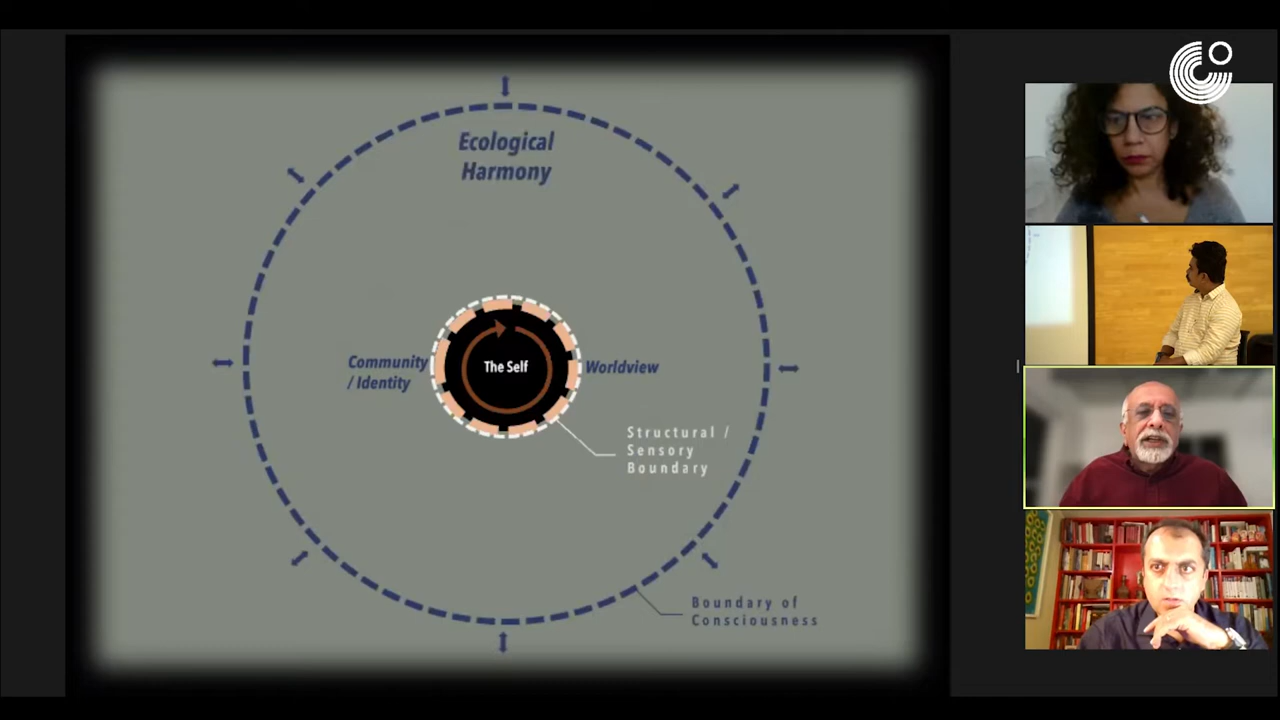 Ecological
Harmony
Community
/ Identity
The Self
Worldview
Structural /
Sensory
Boundary
Boundary of
Consciousness